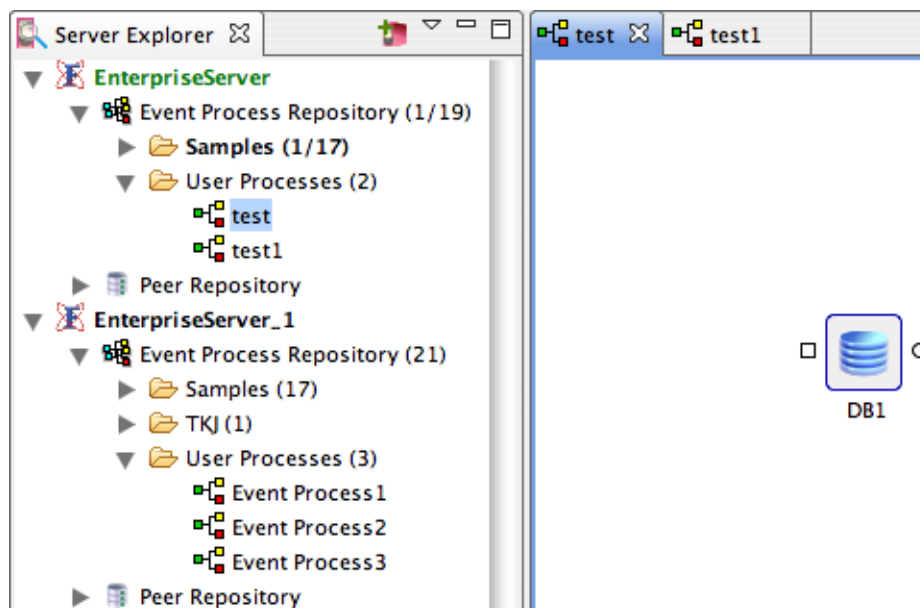 Server Explorer
test
test1
EnterpriseServer
Event Process Repository (1/19)
Samples (1/17)
User Processes (2)
test
test1
Peer Repository
EnterpriseServer_1
Event Process Repository (21)
Samples (17)
TKJ (1)
User Processes (3)
Event Process1
Event Process2
Event Process3
Peer Repository
DB1